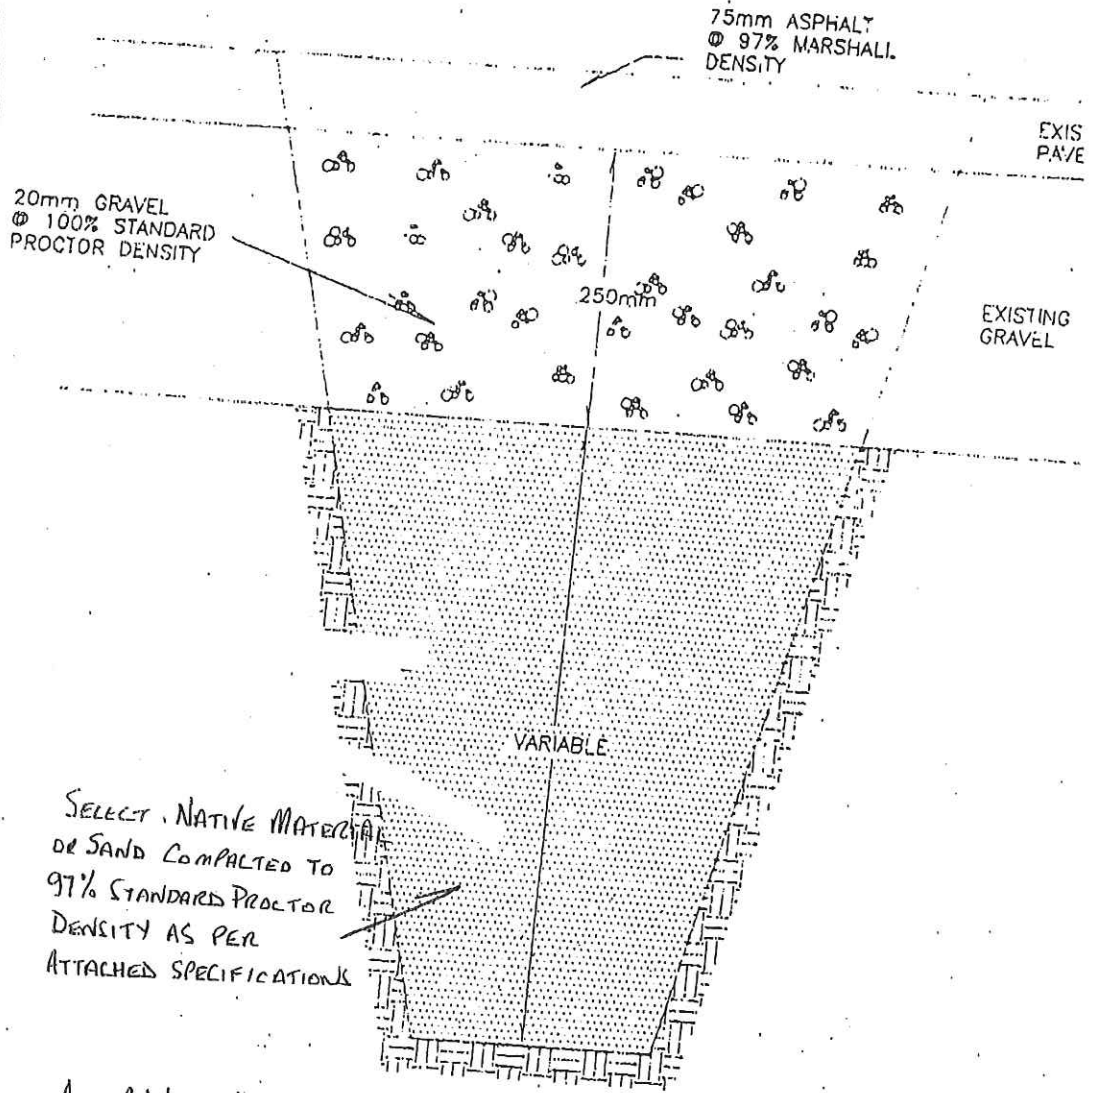 75mm ASPHALT
@ 97% MARSHALL
DENSITY
EXIS
PAVE
20mm GRAVEL
@ 100% STANDARD
PROCTOR DENSITY
250mm
EXISTING
GRAVEL
VARIABLE
SELECT NATIVE MATERIAL
OR SAND COMPACTED TO
97% STANDARD PROCTOR
DENSITY AS PER
ATTACHED SPECIFICATIONS